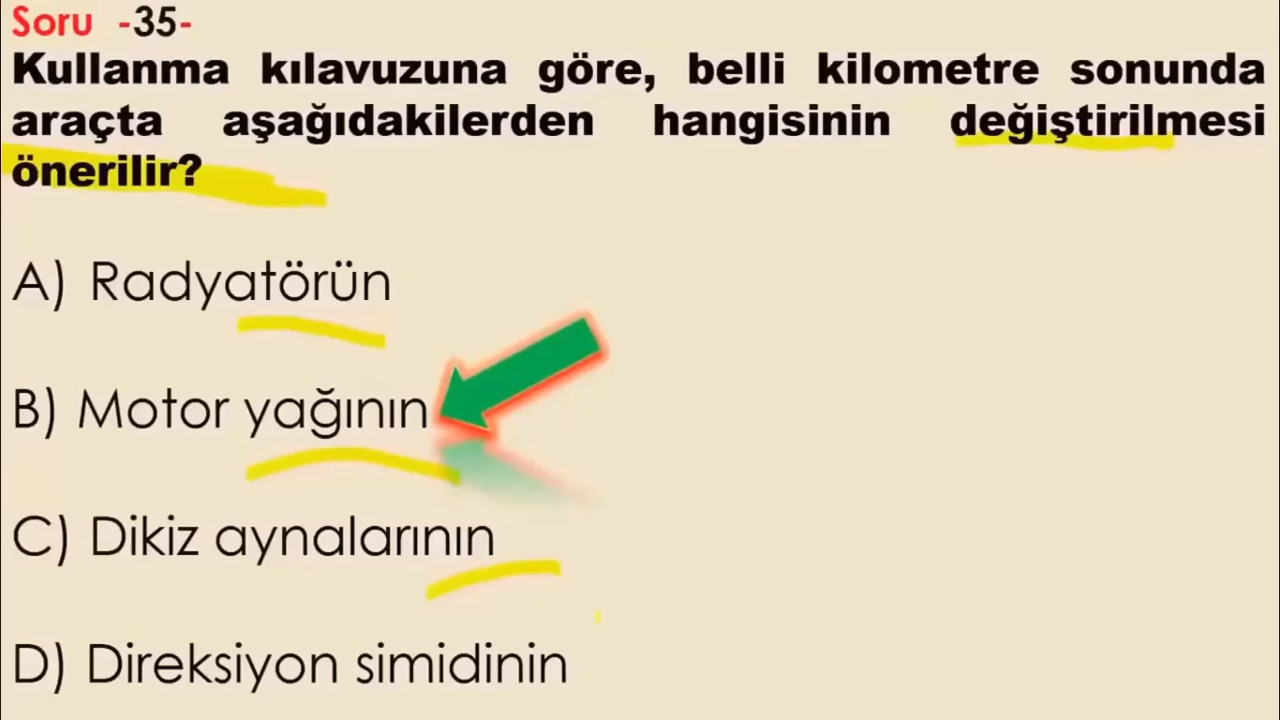 Soru -35-
Kullanma kılavuzuna göre, belli kilometre sonunda
araçta aşağıdakilerden hangisinin değiştirilmesi
önerilir?
A) Radyatörün
B) Motor yağının
C) Dikiz aynalarının
D) Direksiyon simidinin